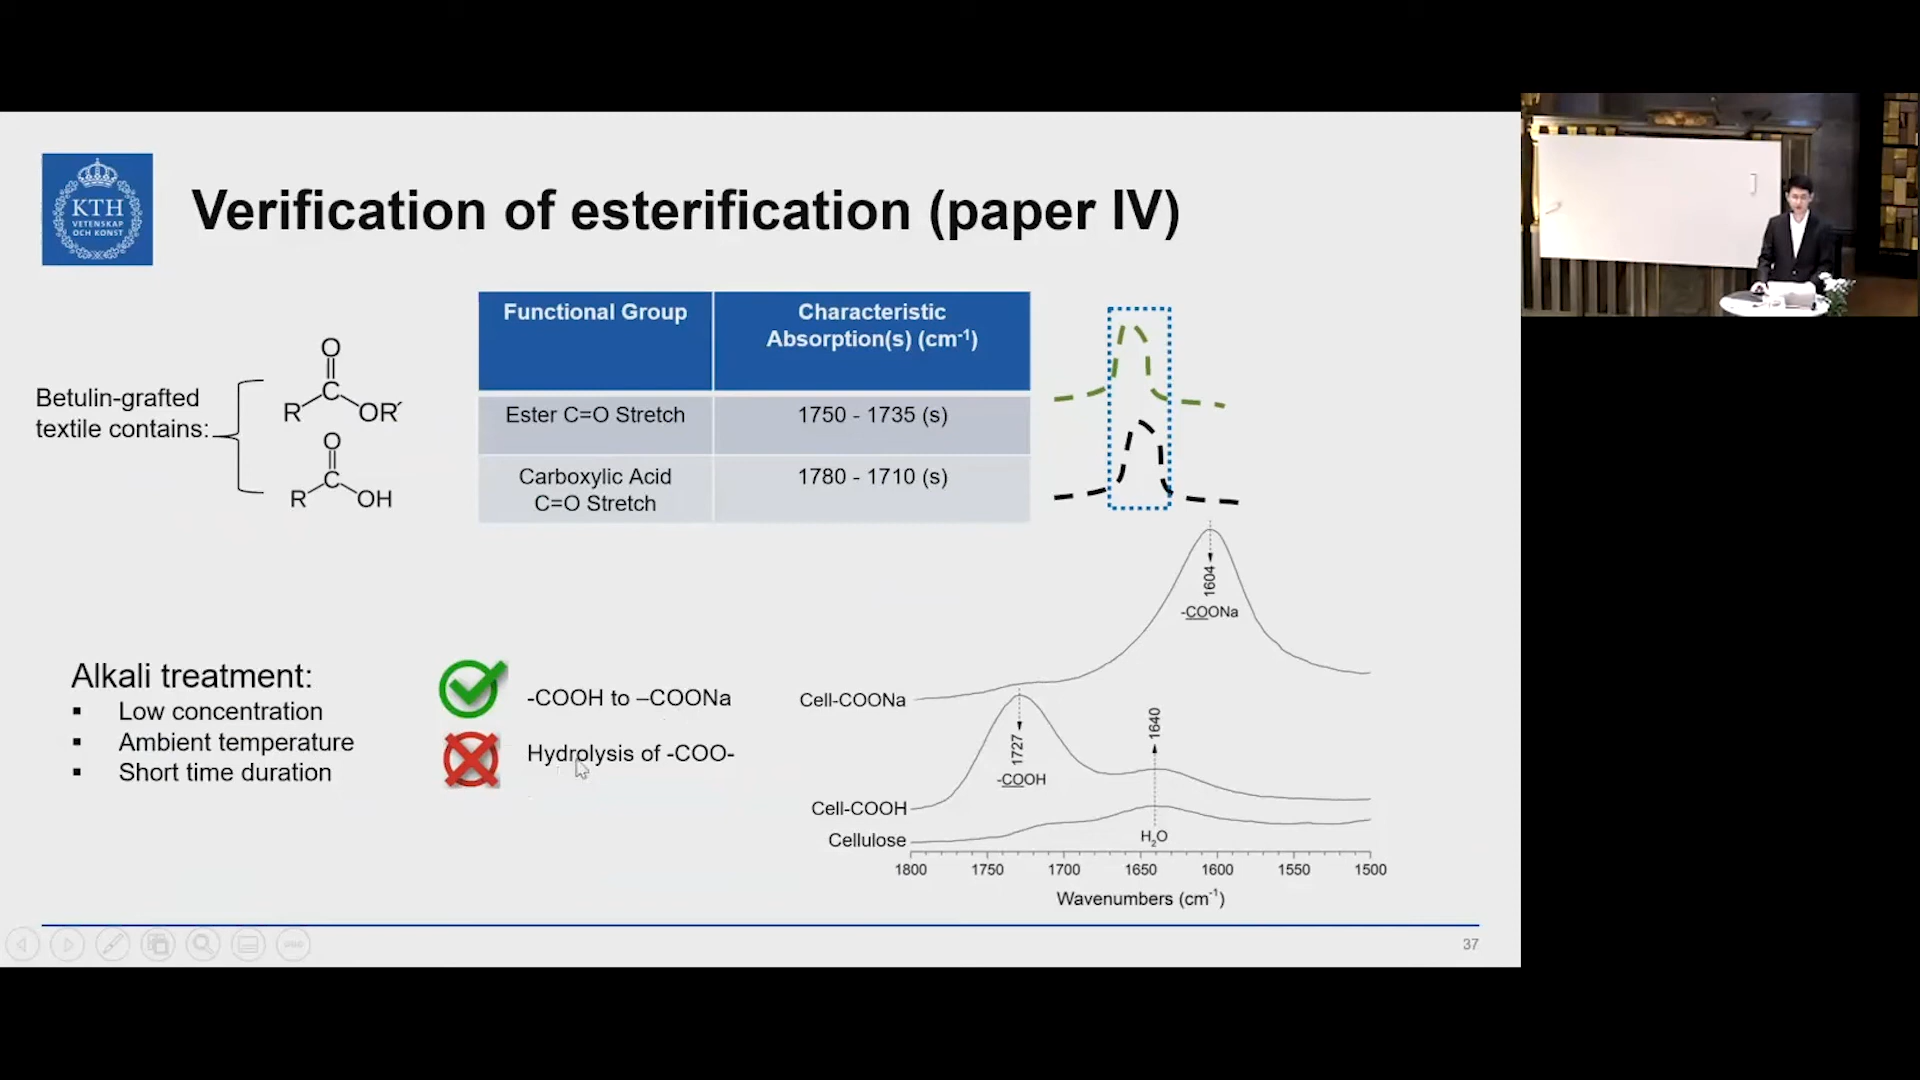 KTH
VETENSKAP
OCH KONST
Verification of esterification (paper IV)
Betulin-grafted
textile contains:
O
R
C
OR´
O
R
C
OH
Functional Group
Characteristic
Absorption(s) (cm⁻¹)
Ester C=O Stretch
1750 - 1735 (s)
Carboxylic Acid
C=O Stretch
1780 - 1710 (s)
Alkali treatment:
▪ Low concentration
▪ Ambient temperature
▪ Short time duration
-COOH to –COONa
Hydrolysis of -COO-
1604
-COONa
Cell-COONa
1727
-COOH
1640
Cell-COOH
Cellulose
H₂O
1800 1750 1700 1650 1600 1550 1500
Wavenumbers (cm⁻¹)
37